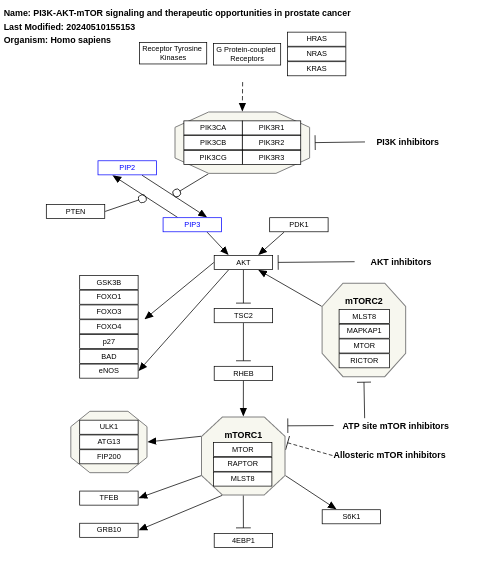 Name: PI3K-AKT-mTOR signaling and therapeutic opportunities in prostate cancer
Last Modified: 20240510155153
Organism: Homo sapiens
Receptor Tyrosine
Kinases
G Protein-coupled
Receptors
HRAS
NRAS
KRAS
PIK3CA
PIK3R1
PIK3CB
PIK3R2
PIK3CG
PIK3R3
PI3K inhibitors
PIP2
PTEN
PIP3
PDK1
AKT
AKT inhibitors
GSK3B
FOXO1
FOXO3
FOXO4
p27
BAD
eNOS
TSC2
mTORC2
MLST8
MAPKAP1
MTOR
RICTOR
RHEB
ULK1
ATG13
FIP200
mTORC1
MTOR
RAPTOR
MLST8
ATP site mTOR inhibitors
Allosteric mTOR inhibitors
TFEB
GRB10
S6K1
4EBP1